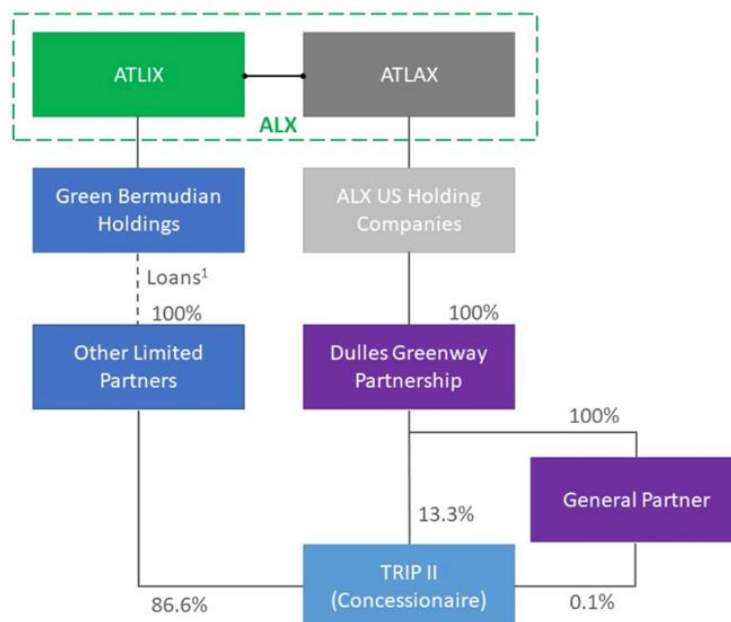 ATLIX
ATLAX
ALX
Green Bermudian
Holdings
ALX US Holding
Companies
Loans¹
100%
100%
Other Limited
Partners
Dulles Greenway
Partnership
100%
General Partner
13.3%
TRIP II
(Concessionaire)
86.6%
0.1%